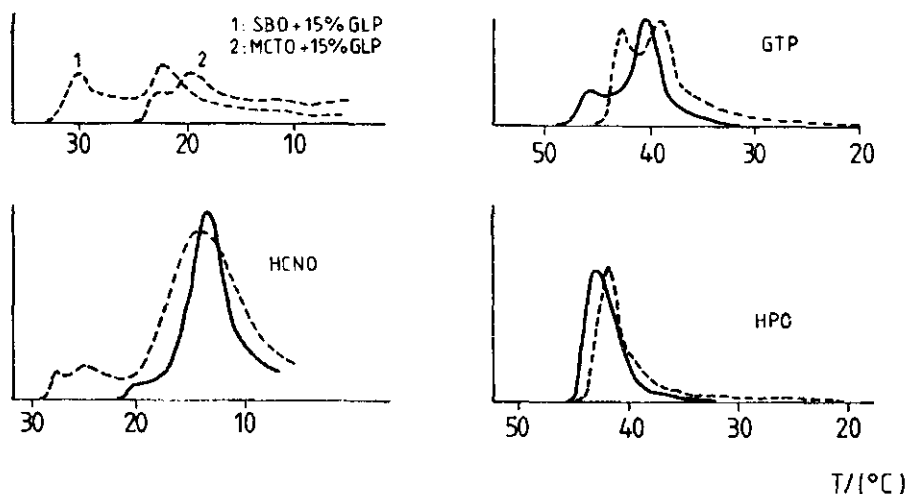 1: SBO + 15% GLP
2: MCTO + 15% GLP
1
2
30 20 10
GTP
50 40 30 20
HCNO
30 20 10
HPO
50 40 30 20
T/(°C)